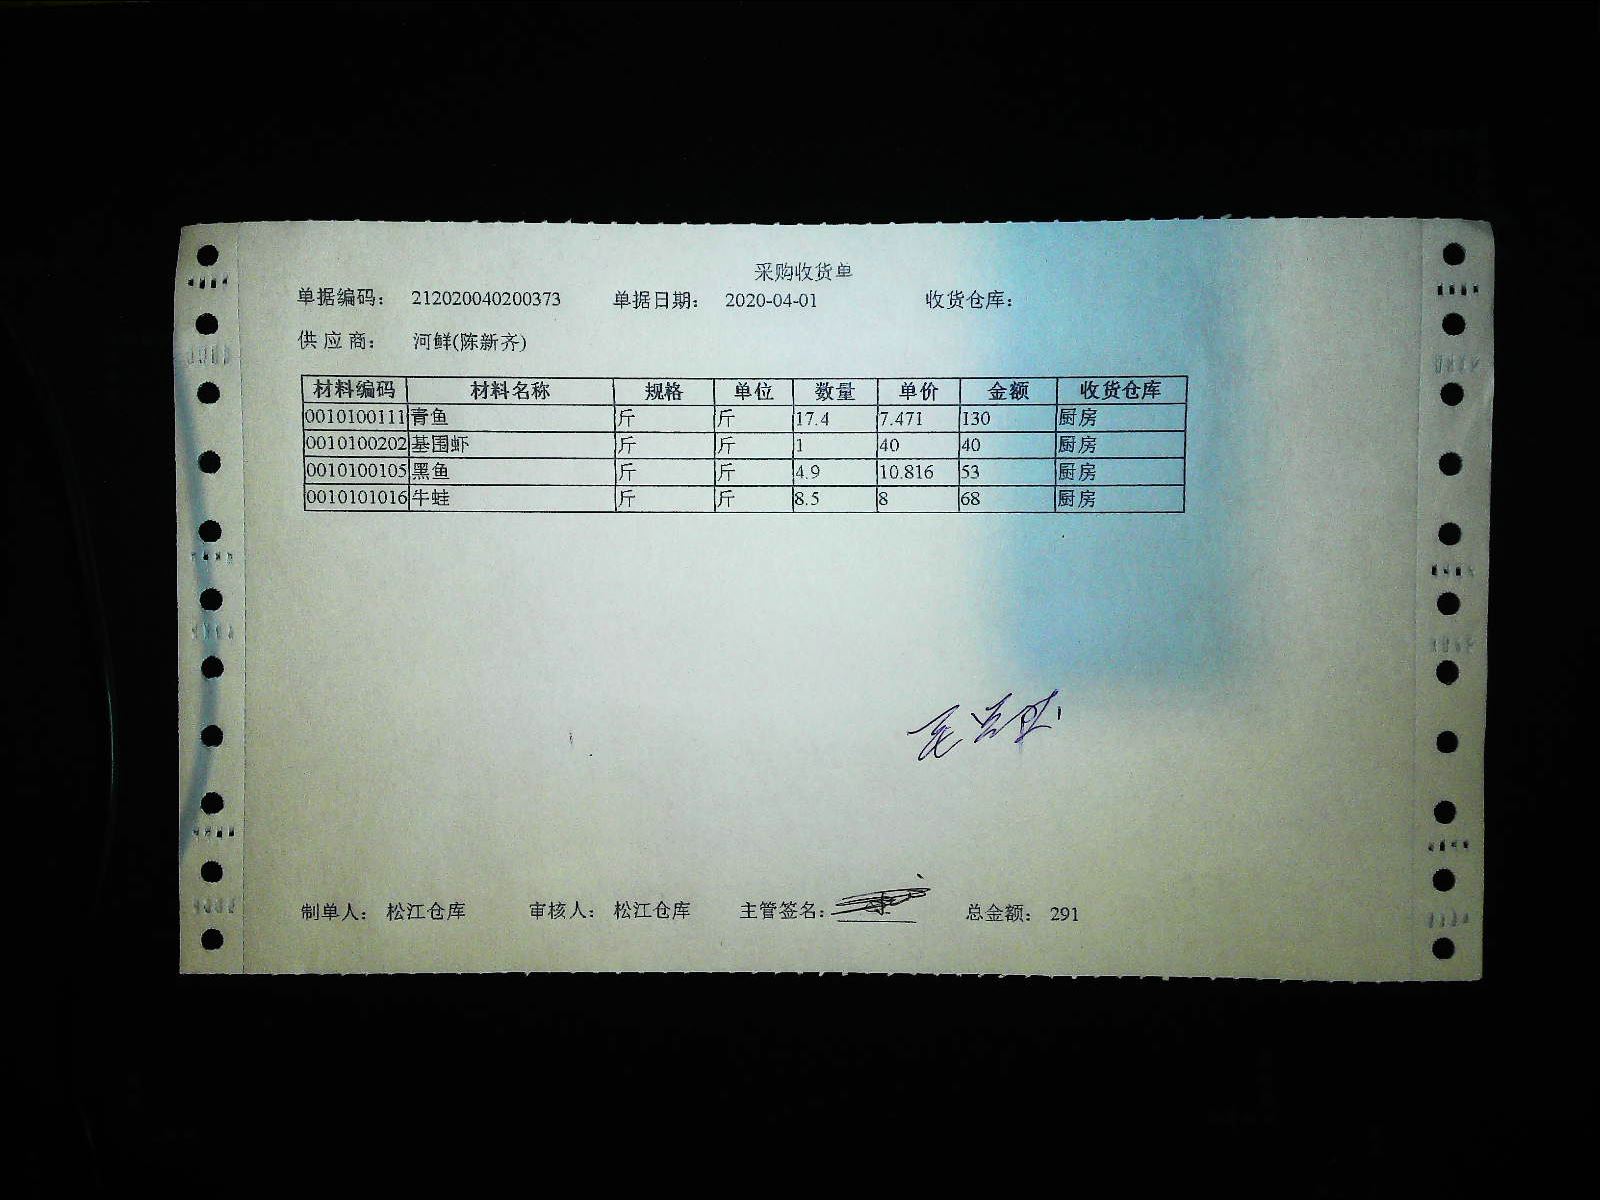 采购收货单
单据编码： 212020040200373 单据日期： 2020-04-01 收货仓库：
供应商： 河鲜(陈新齐)
材料编码 材料名称 规格 单位 数量 单价 金额 收货仓库
0010100111 青鱼 斤 斤 17.4 7.471 130 厨房
0010100202 基围虾 斤 斤 1 40 40 厨房
0010100105 黑鱼 斤 斤 4.9 10.816 53 厨房
0010101016 牛蛙 斤 斤 8.5 8 68 厨房
制单人： 松江仓库 审核人： 松江仓库 主管签名： 总金额： 291